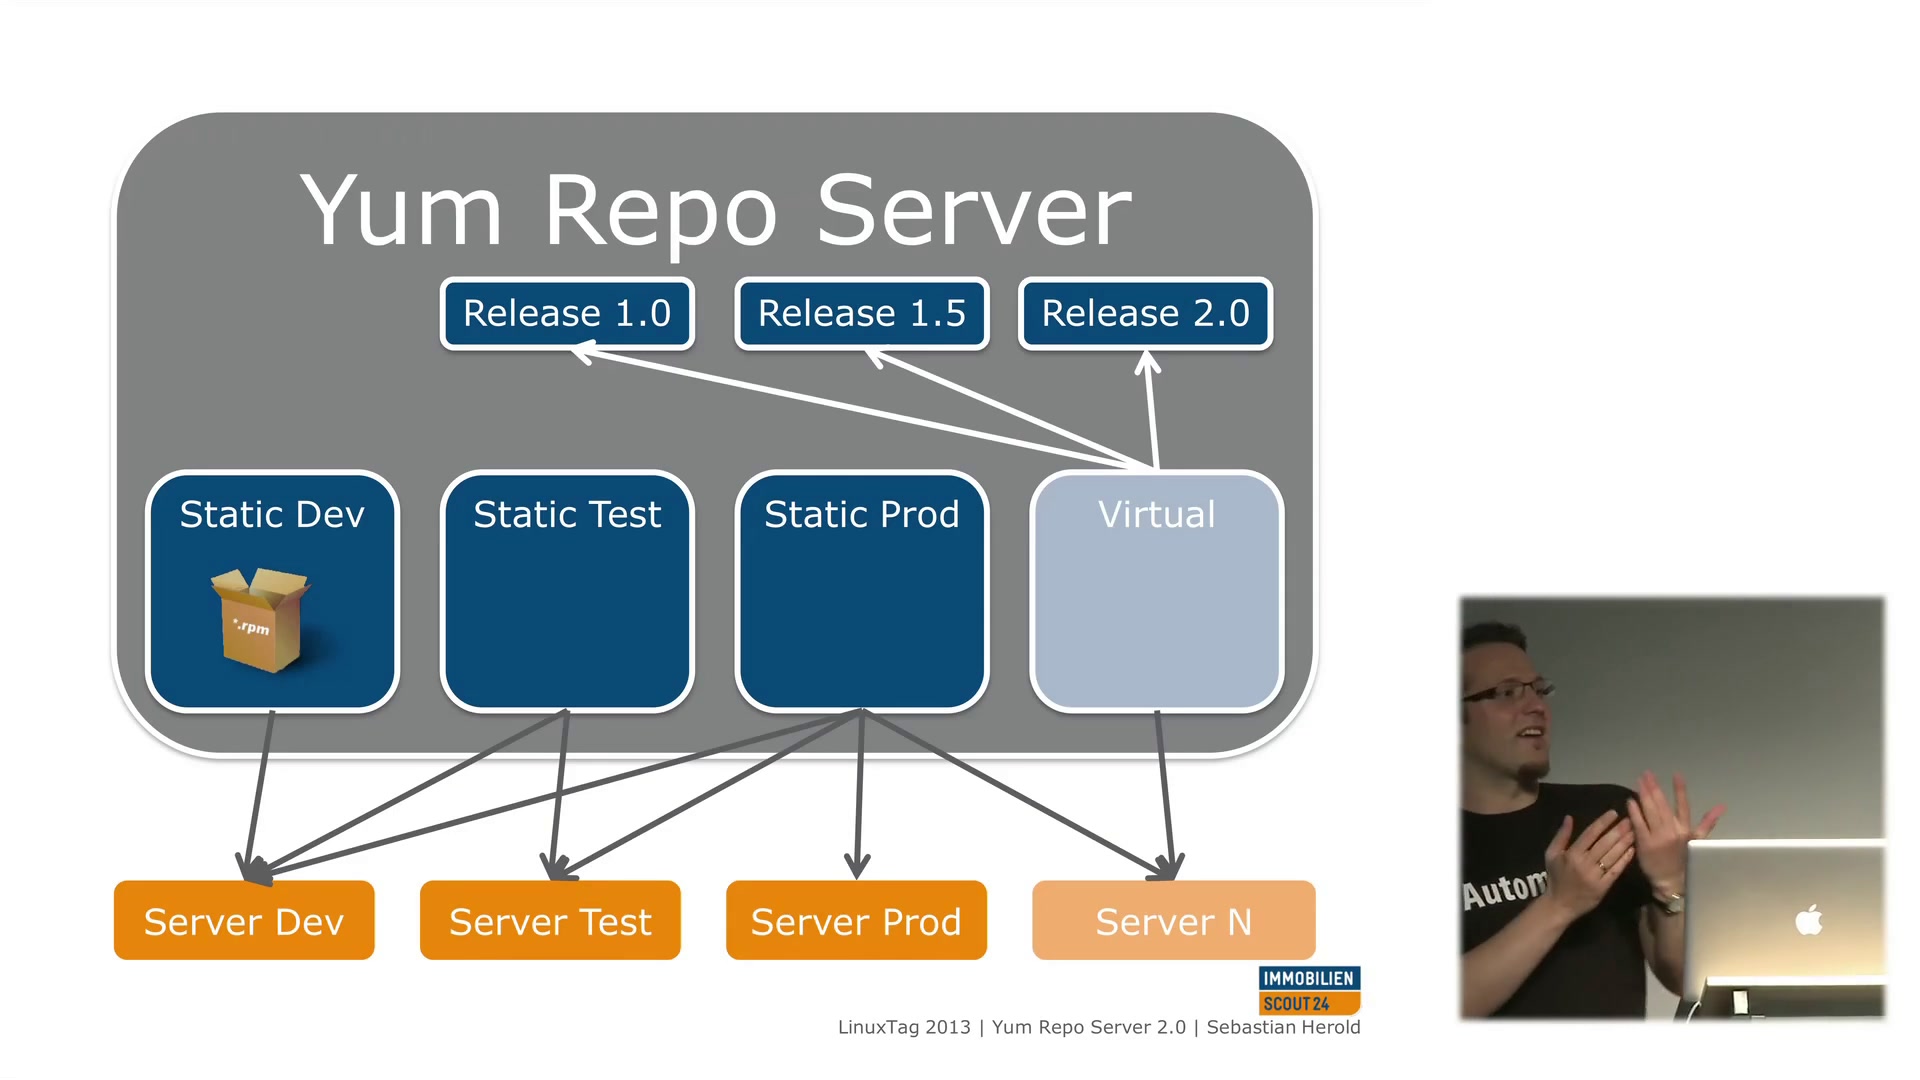 Yum Repo Server
Release 1.0
Release 1.5
Release 2.0
Static Dev
Static Test
Static Prod
Virtual
*.rpm
Server Dev
Server Test
Server Prod
Server N
IMMOBILIEN
SCOUT24
LinuxTag 2013 | Yum Repo Server 2.0 | Sebastian Herold
Autom